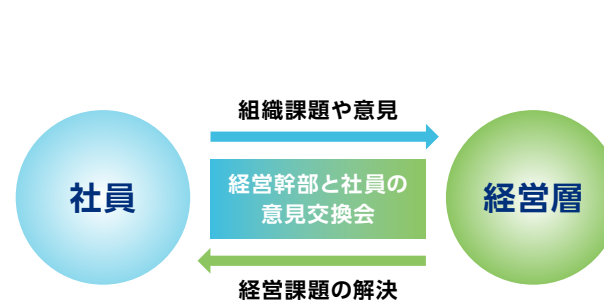 組織課題や意見
社員
経営幹部と社員の
意見交換会
経営層
経営課題の解決